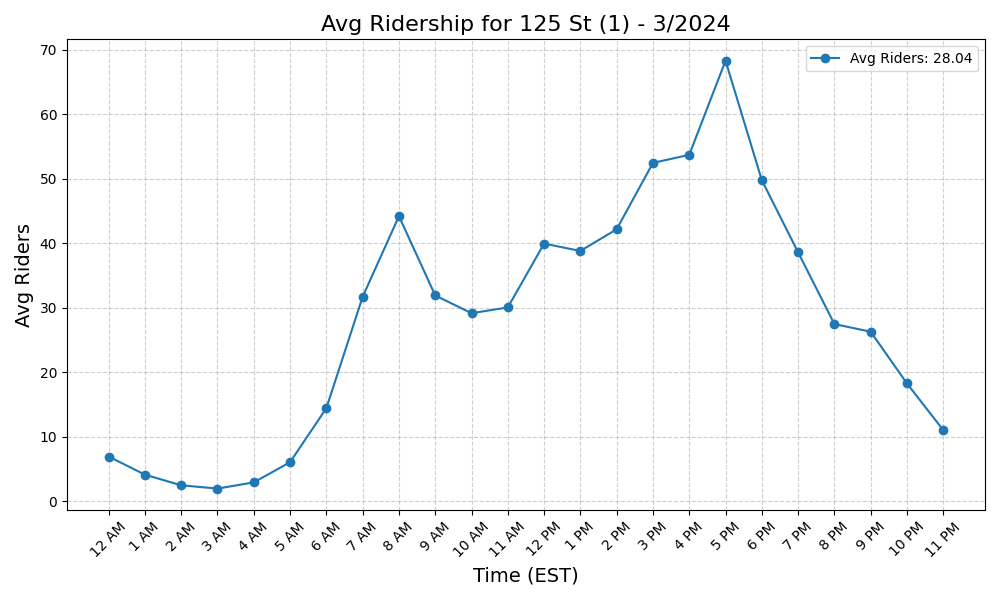 Avg Ridership for 125 St (1) - 3/2024
Avg Riders: 28.04
70
60
50
40
30
20
10
0
Avg Riders
12 AM
1 AM
2 AM
3 AM
4 AM
5 AM
6 AM
7 AM
8 AM
9 AM
10 AM
11 AM
12 PM
1 PM
2 PM
3 PM
4 PM
5 PM
6 PM
7 PM
8 PM
9 PM
10 PM
11 PM
Time (EST)